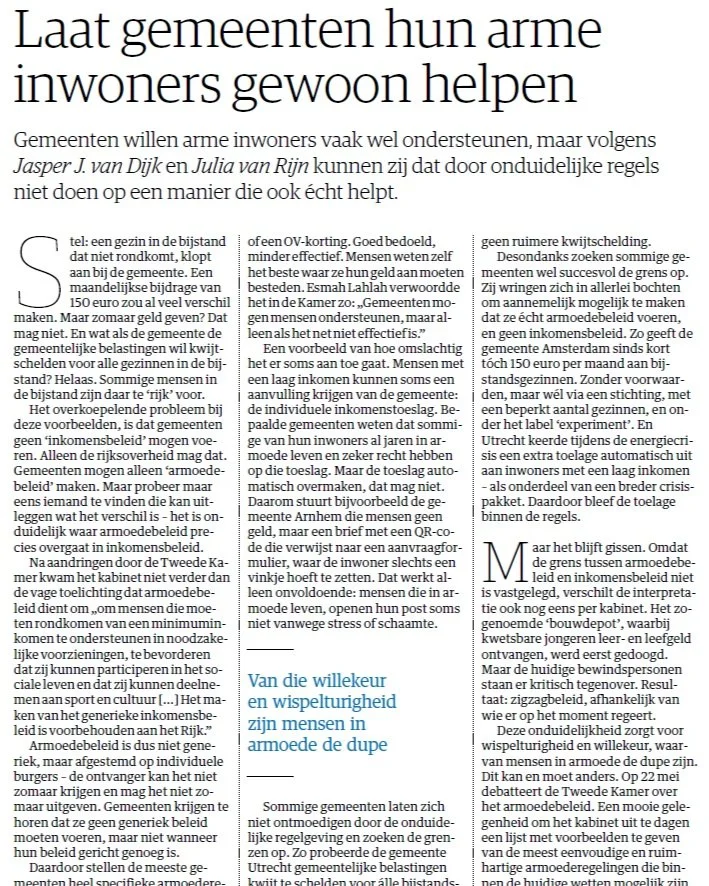 Laat gemeenten hun arme
inwoners gewoon helpen
Gemeenten willen arme inwoners vaak wel ondersteunen, maar volgens
Jasper J. van Dijk en Julia van Rijn kunnen zij dat door onduidelijke regels
niet doen op een manier die ook écht helpt.
Stel: een gezin in de bijstand
dat niet rondkomt, klopt
aan bij de gemeente. Een
maandelijkse bijdrage van
150 euro zou al veel verschil
maken. Maar zomaar geld geven? Dat
mag niet. En wat als de gemeente de
gemeentelijke belastingen wil kwijt-
schelden voor alle gezinnen in de bij-
stand? Helaas. Sommige mensen in
de bijstand zijn daar te ‘rijk’ voor.
Het overkoepelende probleem bij
deze voorbeelden, is dat gemeenten
geen ‘inkomensbeleid’ mogen voe-
ren. Alleen de rijksoverheid mag dat.
Gemeenten mogen alleen ‘armoede-
beleid’ maken. Maar probeer maar
eens iemand te vinden die kan uit-
leggen wat het verschil is – het is on-
duidelijk waar armoedebeleid pre-
cies overgaat in inkomensbeleid.
Na aandringen door de Tweede Ka-
mer kwam het kabinet niet verder dan
de vage toelichting dat armoedebe-
leid dient om „om mensen die moe-
ten rondkomen van een minimumin-
komen te ondersteunen in noodzake-
lijke voorzieningen, te bevorderen
dat zij kunnen participeren in het so-
ciale leven en dat zij kunnen deelne-
men aan sport en cultuur [...] Het ma-
ken van het generieke inkomensbe-
leid is voorbehouden aan het Rijk.”
Armoedebeleid is dus niet gene-
riek, maar afgestemd op individuele
burgers – de ontvanger kan het niet
zomaar krijgen en mag het niet zo-
maar uitgeven. Gemeenten krijgen te
horen dat ze geen generiek beleid
moeten voeren, maar niet wanneer
hun beleid gericht genoeg is.
Daardoor stellen de meeste ge-
meenten heel specifieke armoedere-
of een OV-korting. Goed bedoeld,
minder effectief. Mensen weten zelf
het beste waar ze hun geld aan moeten
besteden. Esmah Lahlah verwoordde
het in de Kamer zo: „Gemeenten mo-
gen mensen ondersteunen, maar al-
leen als het net niet effectief is.”
Een voorbeeld van hoe omslachtig
het er soms aan toe gaat. Mensen met
een laag inkomen kunnen soms een
aanvulling krijgen van de gemeente:
de individuele inkomenstoeslag. Be-
paalde gemeenten weten dat sommi-
ge van hun inwoners al jaren in ar-
moede leven en zeker recht hebben
op die toeslag. Maar de toeslag auto-
matisch overmaken, dat mag niet.
Daarom stuurt bijvoorbeeld de ge-
meente Arnhem die mensen geen
geld, maar een brief met een QR-co-
de die verwijst naar een aanvraagfor-
mulier, waar de inwoner slechts een
vinkje hoeft te zetten. Dat werkt al-
leen onvoldoende: mensen die in ar-
moede leven, openen hun post soms
niet vanwege stress of schaamte.
Van die willekeur
en wispelturigheid
zijn mensen in
armoede de dupe
Sommige gemeenten laten zich
niet ontmoedigen door de onduide-
lijke regelgeving en zoeken de gren-
zen op. Zo probeerde de gemeente
Utrecht gemeentelijke belastingen
kwijt te schelden voor álle bijstands-
geen ruimere kwijtschelding.
Desondanks zoeken sommige ge-
meenten wel succesvol de grens op.
Zij wringen zich in allerlei bochten
om aannemelijk mogelijk te maken
dat ze écht armoedebeleid voeren,
en geen inkomensbeleid. Zo geeft de
gemeente Amsterdam sinds kort
tóch 150 euro per maand aan bij-
standsgezinnen. Zonder voorwaar-
den, maar wél via een stichting, met
een beperkt aantal gezinnen, en on-
der het label ‘experiment’. En
Utrecht keerde tijdens de energiecri-
sis een extra toelage automatisch uit
aan inwoners met een laag inkomen
– als onderdeel van een breder crisis-
pakket. Daardoor bleef de toelage
binnen de regels.
Maar het blijft gissen. Omdat
de grens tussen armoedebe-
leid en inkomensbeleid niet
is vastgelegd, verschilt de interpreta-
tie ook nog eens per kabinet. Het zo-
genoemde ‘bouwdepot’, waarbij
kwetsbare jongeren leer- en leefgeld
ontvangen, werd eerst gedoogd.
Maar de huidige bewindspersonen
staan er kritisch tegenover. Resul-
taat: zigzagbeleid, afhankelijk van
wie er op het moment regeert.
Deze onduidelijkheid zorgt voor
wispelturigheid en willekeur, waar-
van mensen in armoede de dupe zijn.
Dit kan en moet anders. Op 22 mei
debatteert de Tweede Kamer over
het armoedebeleid. Een mooie gele-
genheid om het kabinet uit te dagen
een lijst met voorbeelden te geven
van de meest eenvoudige en ruim-
hartige armoederegelingen die bin-
nen de huidige wetten mogelijk zijn.